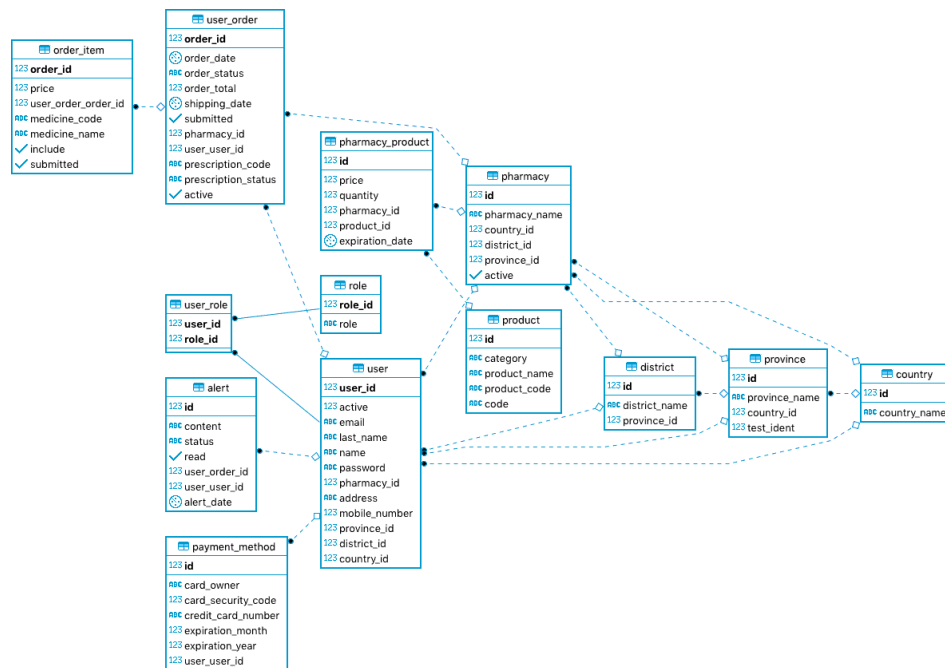 order_item
123 order_id
123 price
123 user_order_order_id
ABC medicine_code
ABC medicine_name
include
submitted
user_order
123 order_id
order_date
ABC order_status
123 order_total
shipping_date
submitted
123 pharmacy_id
123 user_user_id
ABC prescription_code
ABC prescription_status
active
pharmacy_product
123 id
123 price
123 quantity
123 pharmacy_id
123 product_id
expiration_date
pharmacy
123 id
ABC pharmacy_name
123 country_id
123 district_id
123 province_id
active
user_role
123 user_id
123 role_id
role
123 role_id
ABC role
product
123 id
ABC category
ABC product_name
ABC product_code
ABC code
alert
123 id
ABC content
ABC status
read
123 user_order_id
123 user_user_id
alert_date
user
123 user_id
123 active
ABC email
ABC last_name
ABC name
ABC password
123 pharmacy_id
ABC address
123 mobile_number
123 province_id
123 district_id
123 country_id
district
123 id
ABC district_name
123 province_id
province
123 id
ABC province_name
123 country_id
123 test_ident
country
123 id
ABC country_name
payment_method
123 id
ABC card_owner
123 card_security_code
ABC credit_card_number
123 expiration_month
123 expiration_year
123 user_user_id